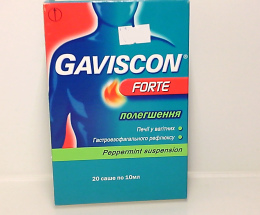 GAVISCON®
FORTE
полегшення
Печії у вагітних
Гастроезофагального рефлюксу
Peppermint suspension
20 саше по 10мл